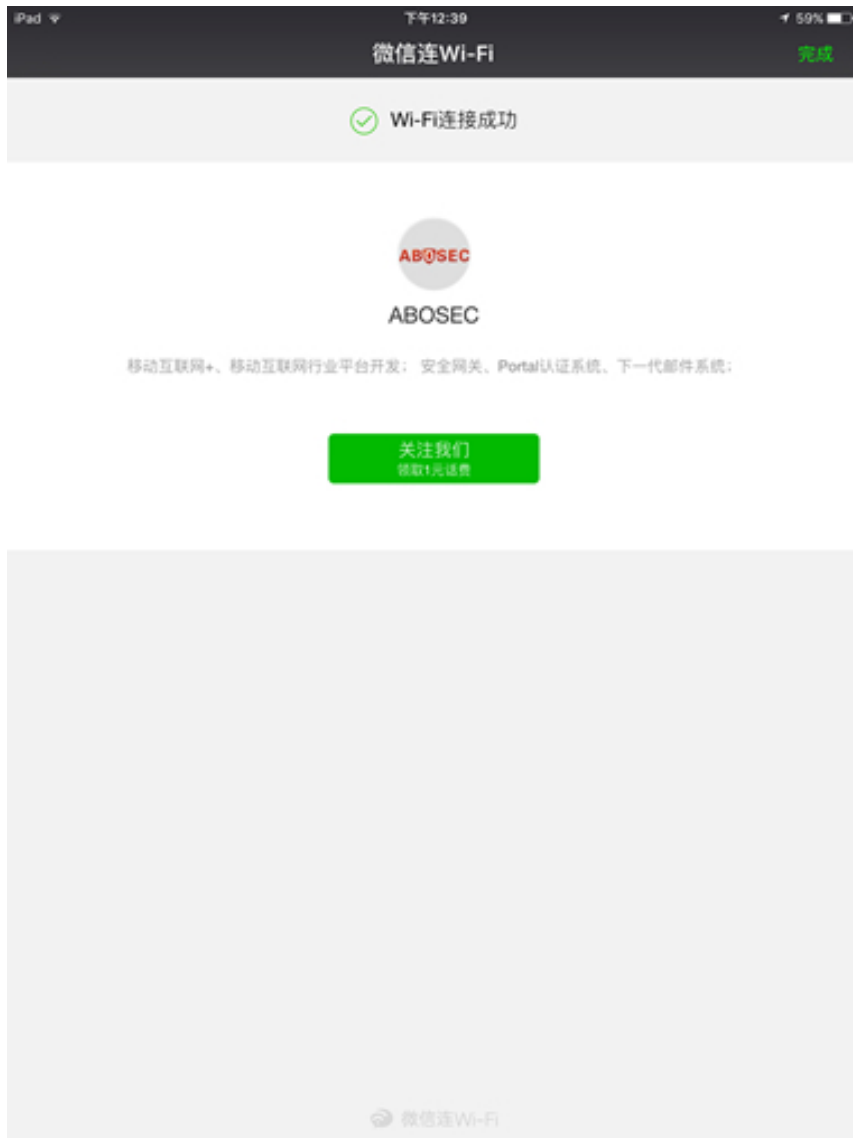 iPad 下午12:39 59%
微信连Wi-Fi 完成
Wi-Fi连接成功
ABOSEC
ABOSEC
移动互联网+、移动互联网行业平台开发； 安全网关、Portal认证系统、下一代邮件系统；
关注我们
领取1元话费
微信连Wi-Fi